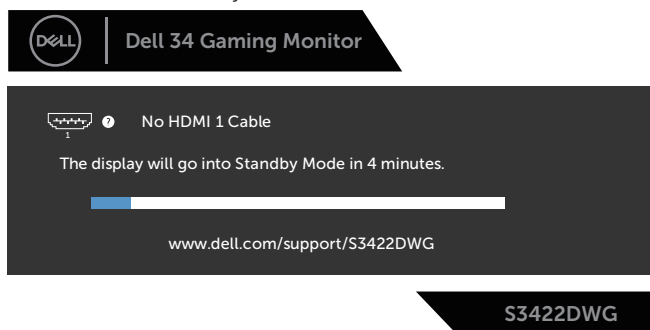 DELL
Dell 34 Gaming Monitor
? No HDMI 1 Cable
1
The display will go into Standby Mode in 4 minutes.
www.dell.com/support/S3422DWG
S3422DWG